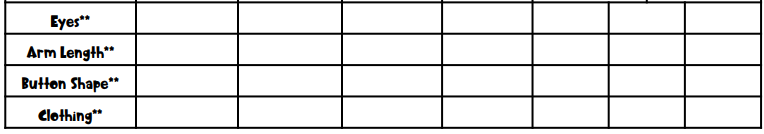 Eyes**
Arm Length**
Button Shape**
Clothing**